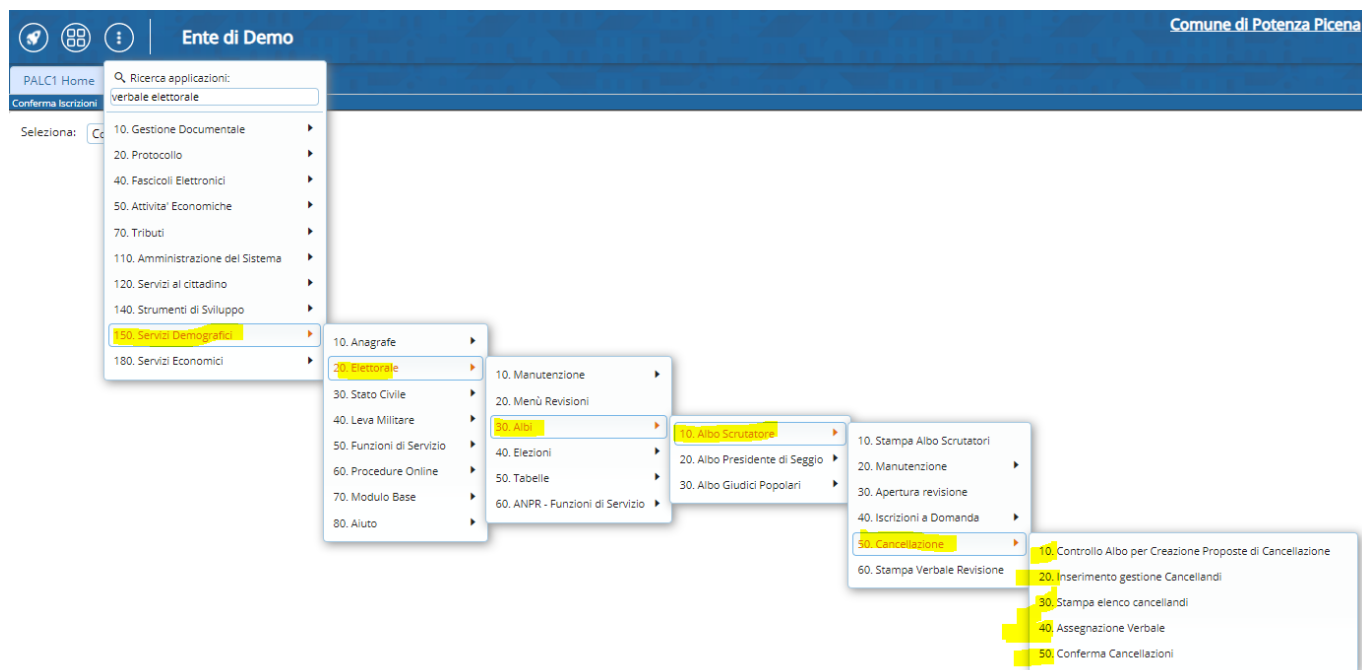 Ente di Demo
Comune di Potenza Picena
PALC1 Home
Conferma Iscrizioni
Seleziona:
Ricerca applicazioni:
verbale elettorale
10. Gestione Documentale
20. Protocollo
40. Fascicoli Elettronici
50. Attivita' Economiche
70. Tributi
110. Amministrazione del Sistema
120. Servizi al cittadino
140. Strumenti di Sviluppo
150. Servizi Demografici
180. Servizi Economici
10. Anagrafe
20. Elettorale
30. Stato Civile
40. Leva Militare
50. Funzioni di Servizio
60. Procedure Online
70. Modulo Base
80. Aiuto
10. Manutenzione
20. Menù Revisioni
30. Albi
40. Elezioni
50. Tabelle
60. ANPR - Funzioni di Servizio
10. Albo Scrutatore
20. Albo Presidente di Seggio
30. Albo Giudici Popolari
10. Stampa Albo Scrutatori
20. Manutenzione
30. Apertura revisione
40. Iscrizioni a Domanda
50. Cancellazione
60. Stampa Verbale Revisione
10. Controllo Albo per Creazione Proposte di Cancellazione
20. Inserimento gestione Cancellandi
30. Stampa elenco cancellandi
40. Assegnazione Verbale
50. Conferma Cancellazioni